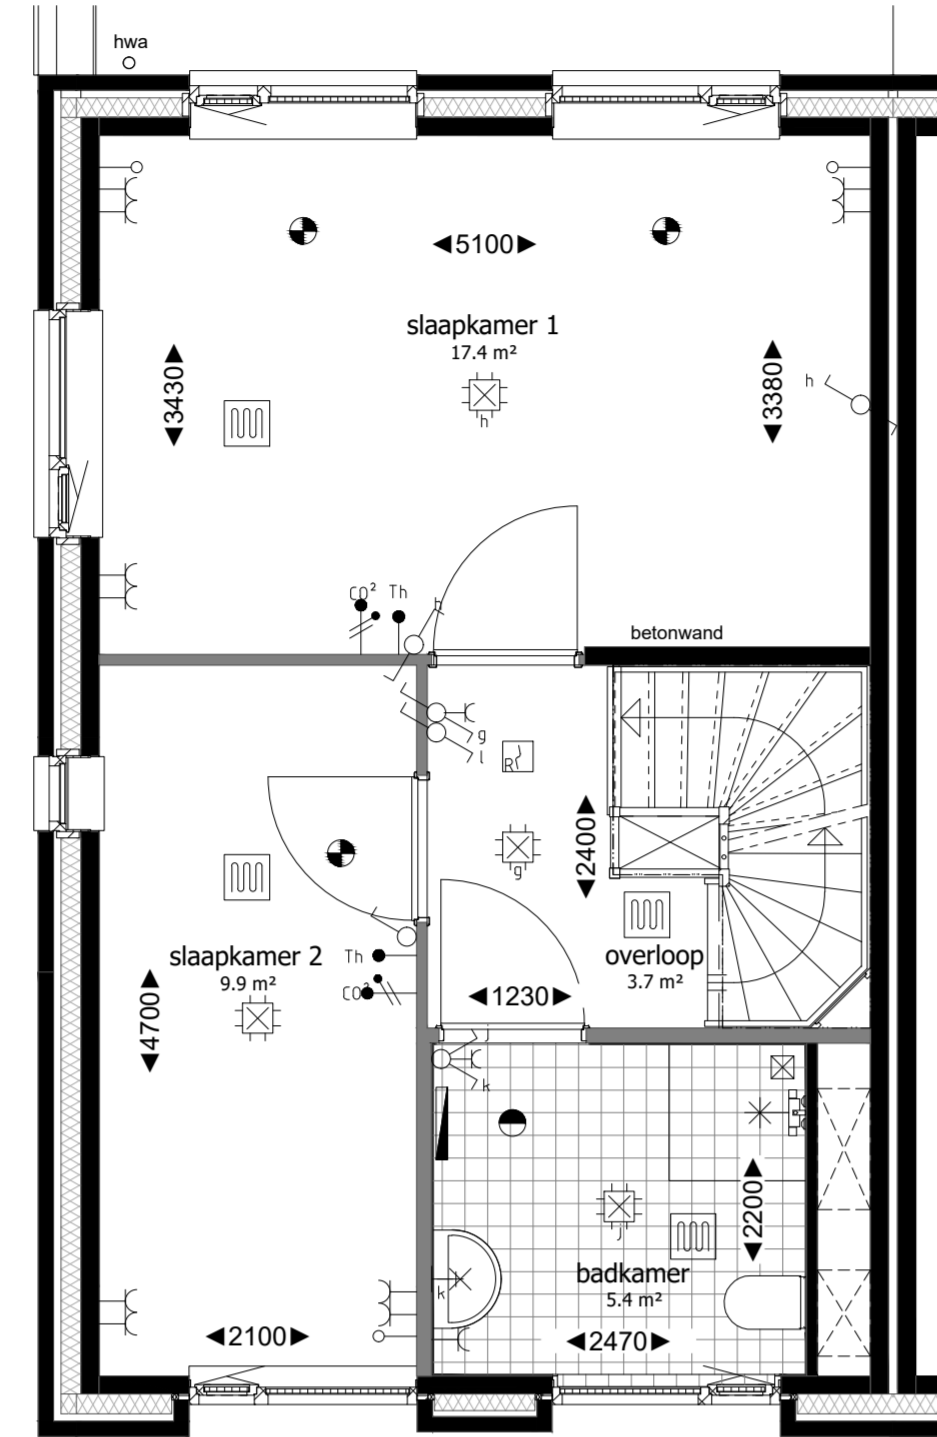 hwa
5100
slaapkamer 1
17.4 m²
3430
3380
h
h
CO² Th
h
betonwand
g
l
R
2400
g
slaapkamer 2
9.9 m²
Th
CO²
overloop
3.7 m²
4700
1230
j
k
2200
j
badkamer
5.4 m²
k
2100
2470